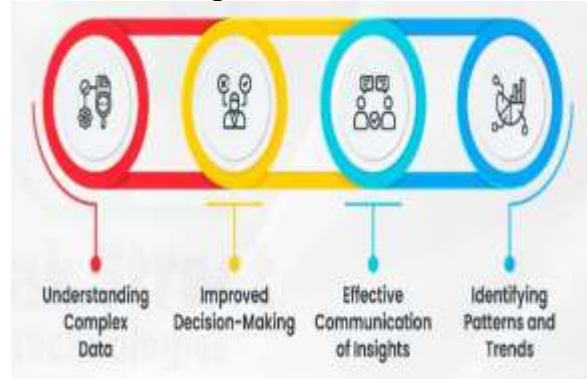 Understanding
Complex
Data
Improved
Decision-Making
Effective
Communication
of Insights
Identifying
Patterns and
Trends